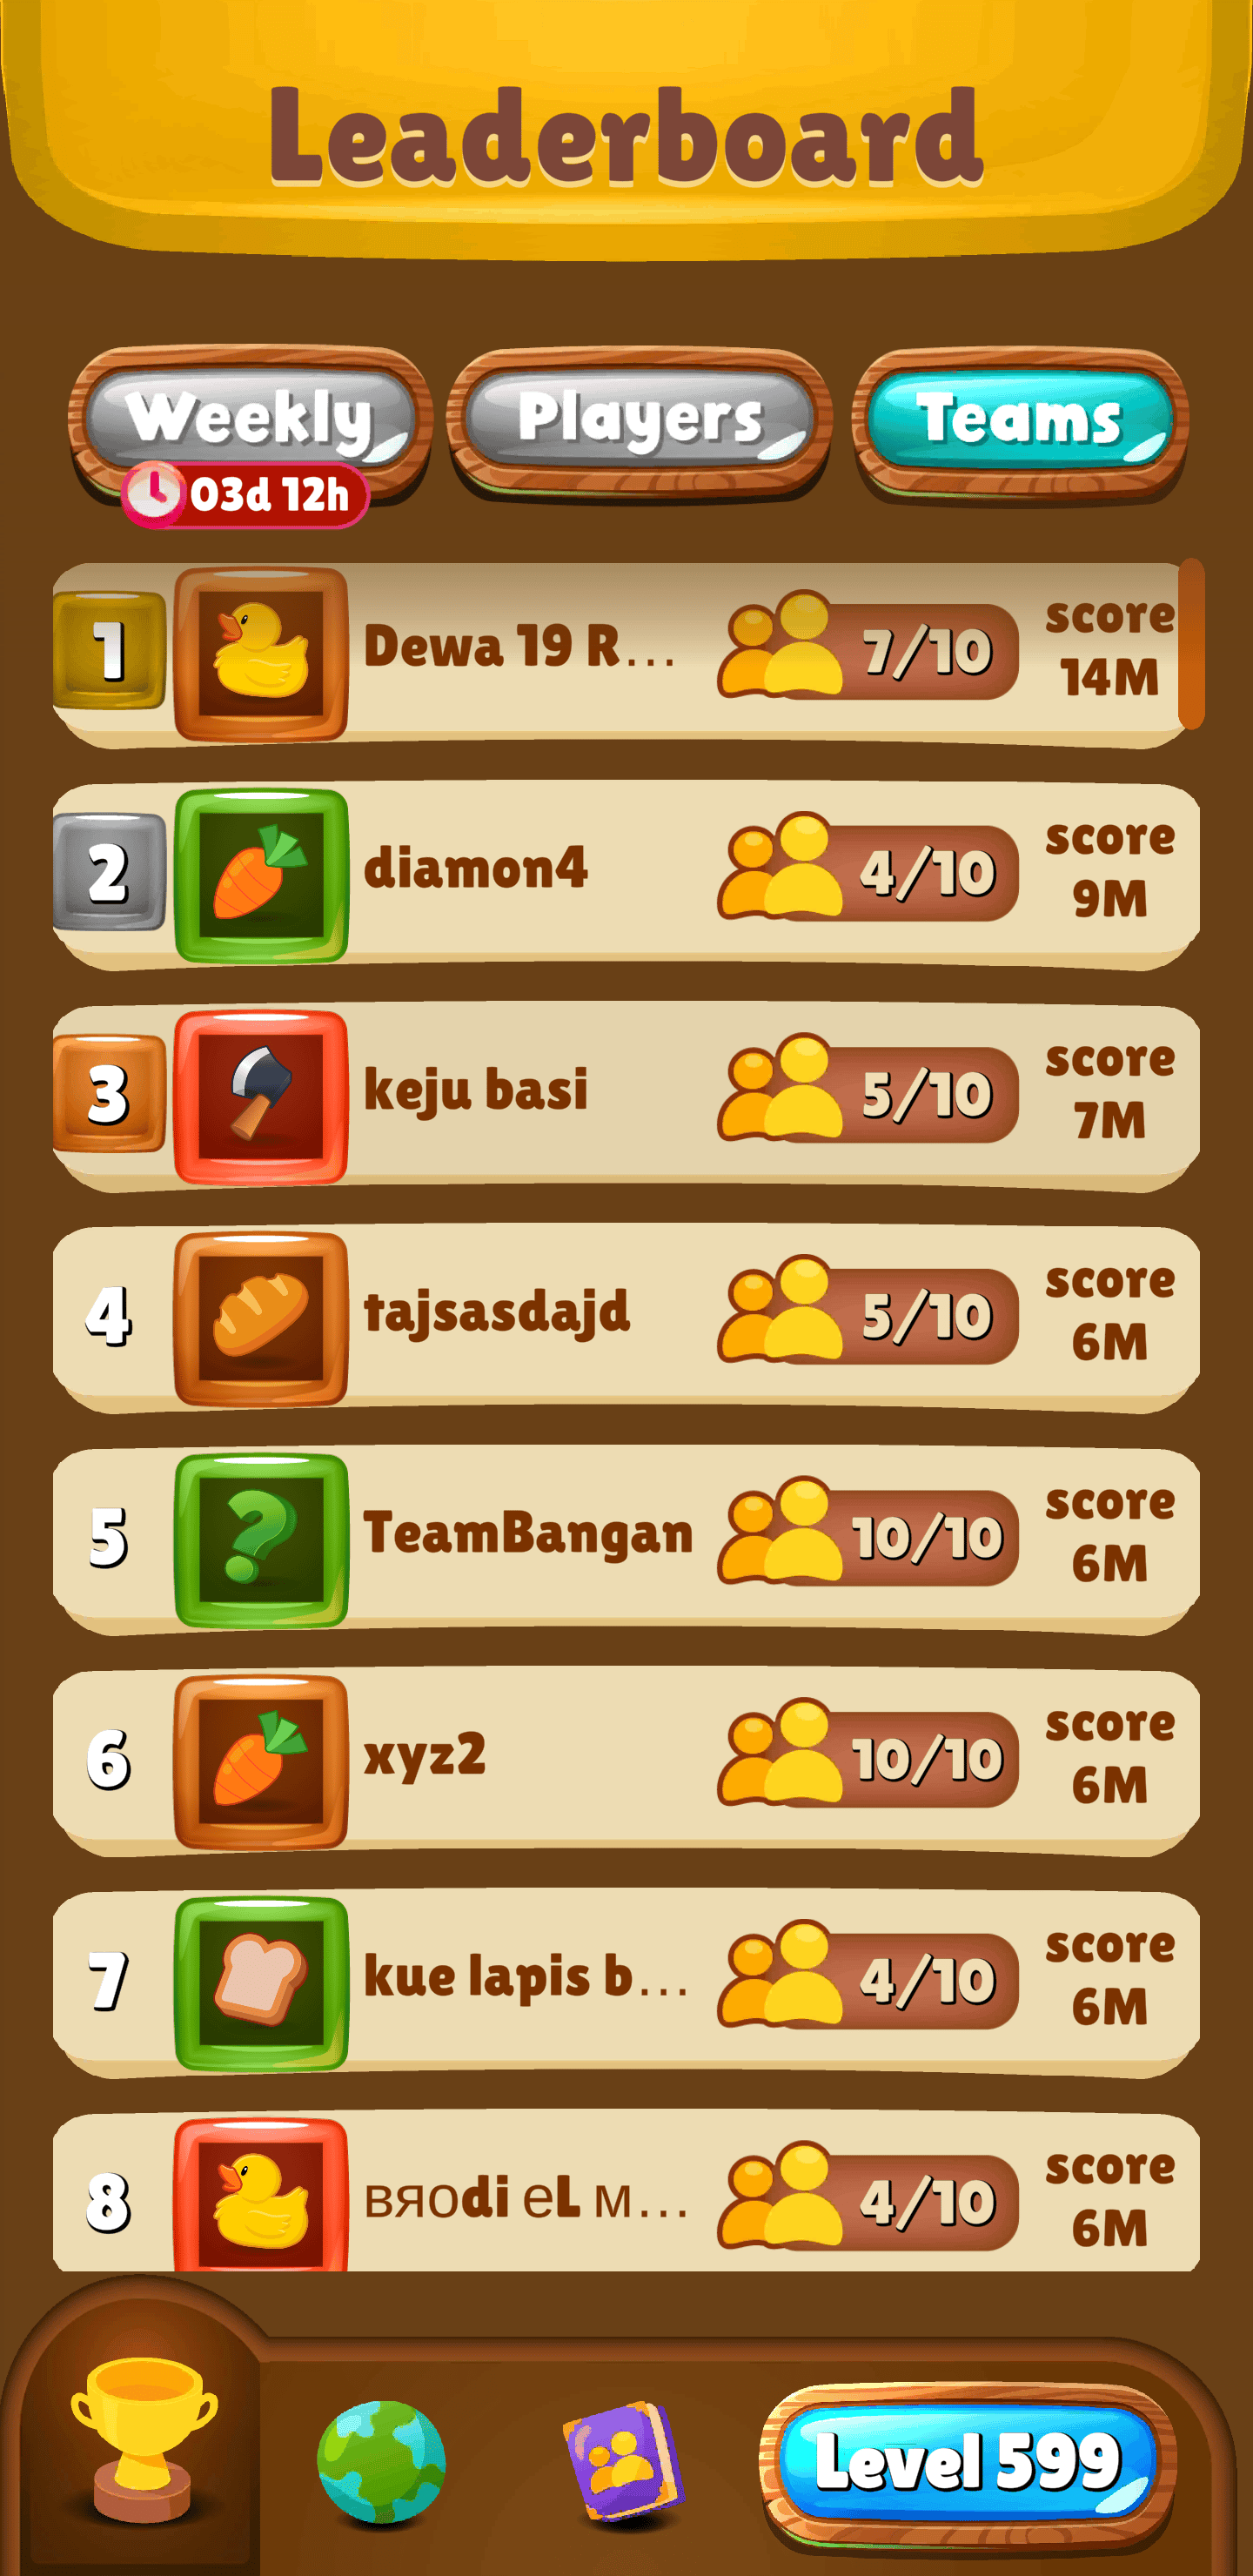 Leaderboard
Weekly
Players
Teams
03d 12h
1
Dewa 19 R...
7/10
score
14M
2
diamon4
4/10
score
9M
3
keju basi
5/10
score
7M
4
tajsasdajd
5/10
score
6M
5
TeamBangan
10/10
score
6M
6
xyz2
10/10
score
6M
7
kue lapis b...
4/10
score
6M
8
вяоdi еL м...
4/10
score
6M
Level 599